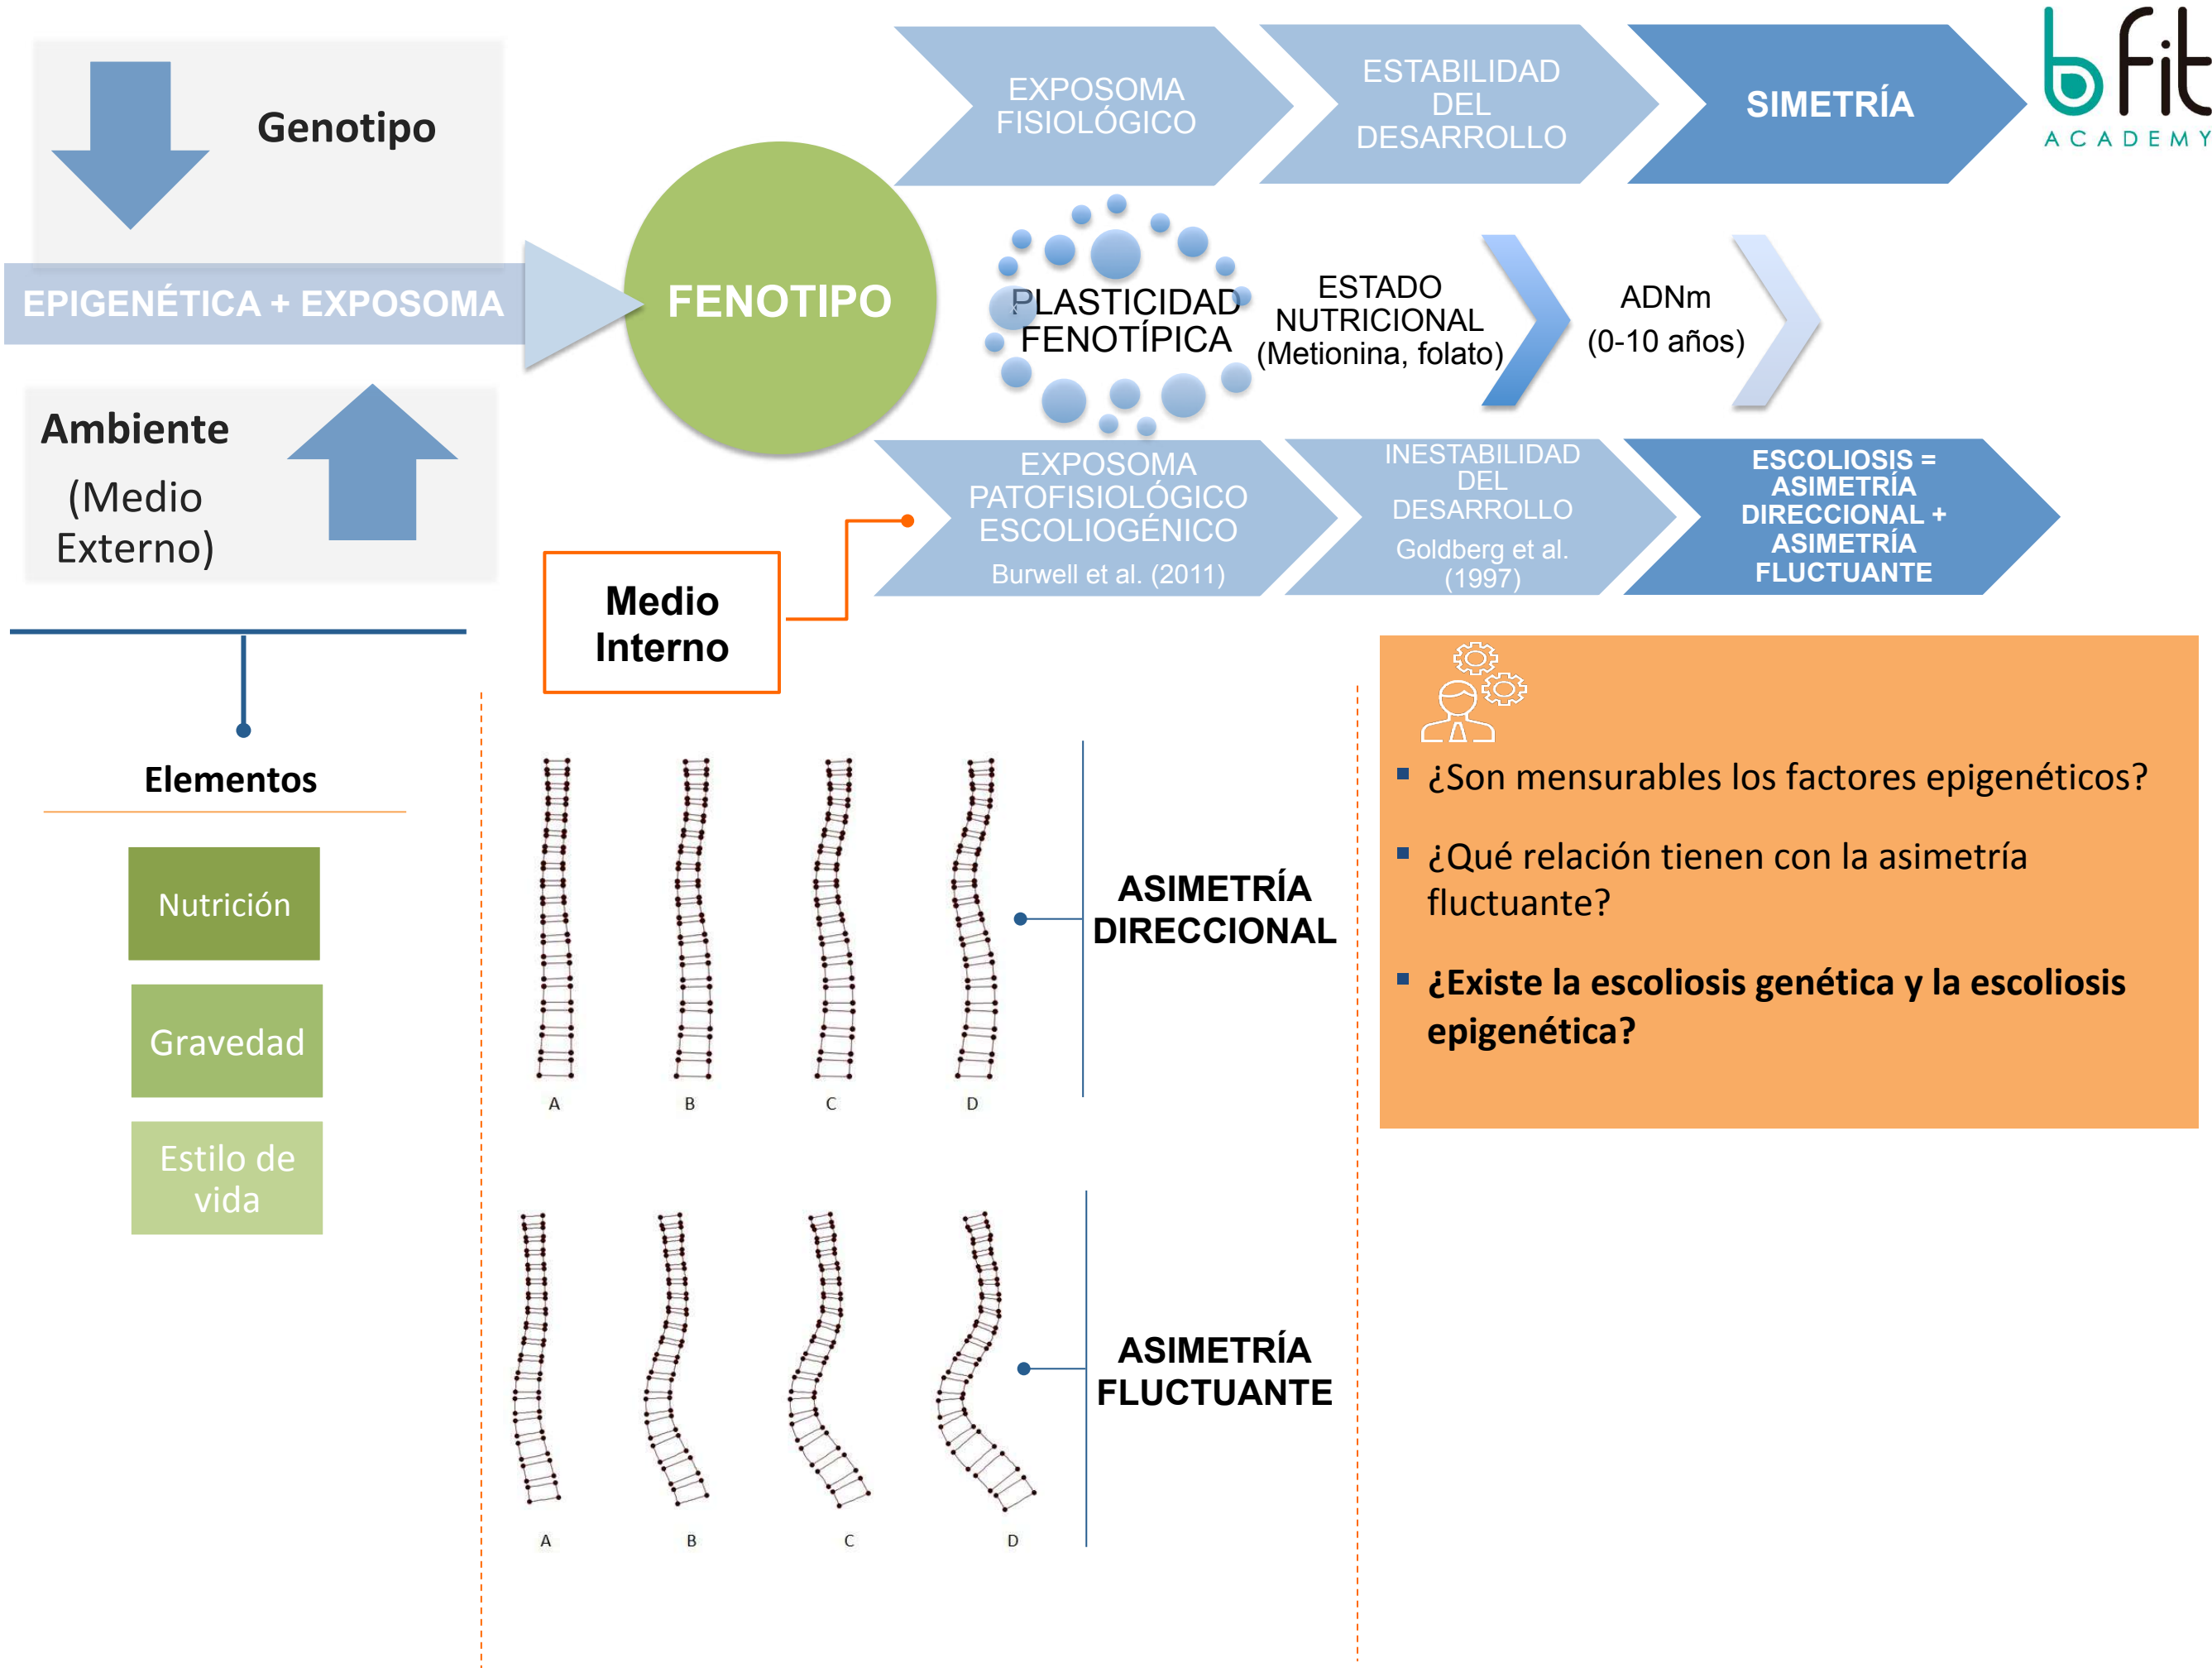 Genotipo
EPIGENÉTICA + EXPOSOMA
Ambiente
(Medio
Externo)
FENOTIPO
EXPOSOMA
FISIOLÓGICO
ESTABILIDAD
DEL
DESARROLLO
SIMETRÍA
bfit
ACADEMY
PLASTICIDAD
FENOTÍPICA
ESTADO
NUTRICIONAL
(Metionina, folato)
ADNm
(0-10 años)
EXPOSOMA
PATOFISIOLÓGICO
ESCOLIOGÉNICO
Burwell et al. (2011)
INESTABILIDAD
DEL
DESARROLLO
Goldberg et al.
(1997)
ESCOLIOSIS =
ASIMETRÍA
DIRECCIONAL +
ASIMETRÍA
FLUCTUANTE
Medio
Interno
Elementos
Nutrición
Gravedad
Estilo de
vida
A B C D
ASIMETRÍA
DIRECCIONAL
A B C D
ASIMETRÍA
FLUCTUANTE
¿Son mensurables los factores epigenéticos?
¿Qué relación tienen con la asimetría
fluctuante?
¿Existe la escoliosis genética y la escoliosis
epigenética?